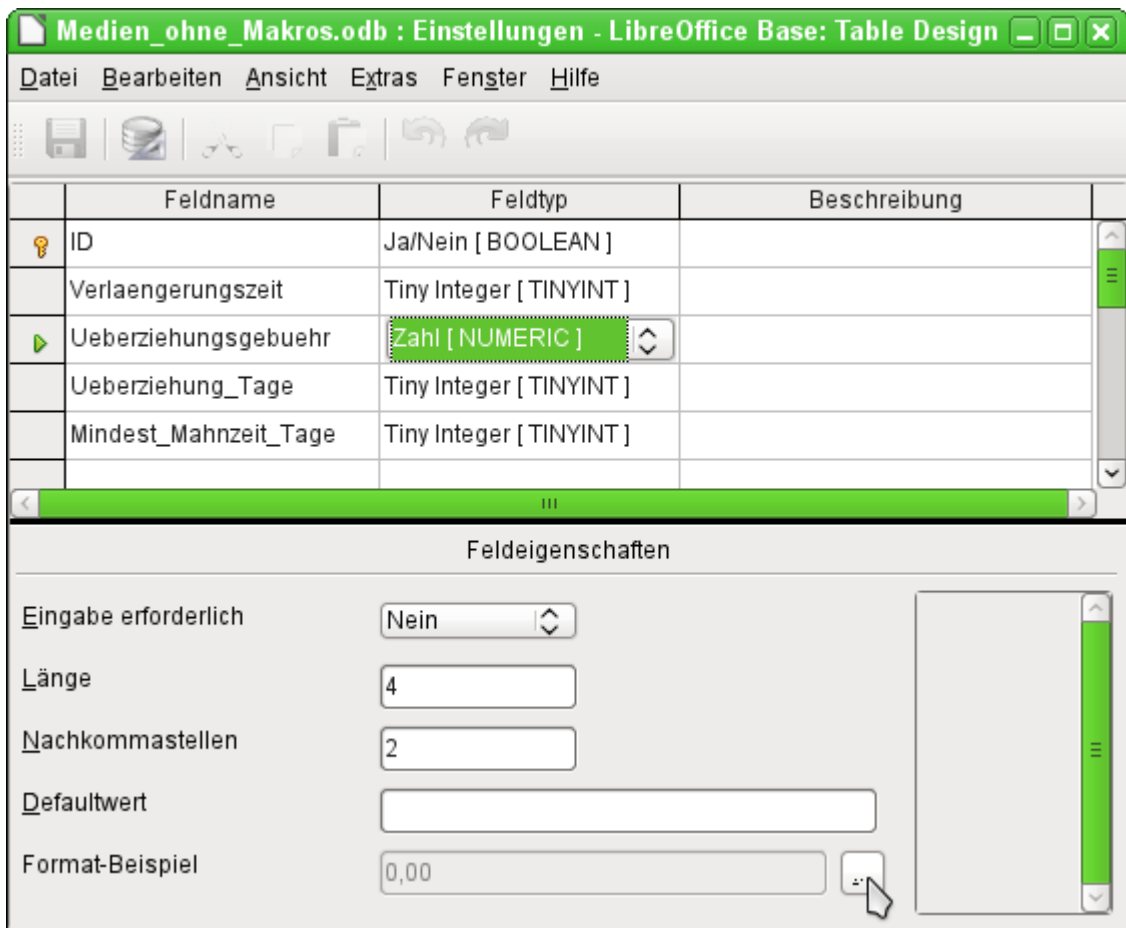 Medien_ohne_Makros.odb : Einstellungen - LibreOffice Base: Table Design
Datei Bearbeiten Ansicht Extras Fenster Hilfe
Feldname Feldtyp Beschreibung
ID Ja/Nein [ BOOLEAN ]
Verlaengerungszeit Tiny Integer [ TINYINT ]
Ueberziehungsgebuehr Zahl [ NUMERIC ]
Ueberziehung_Tage Tiny Integer [ TINYINT ]
Mindest_Mahnzeit_Tage Tiny Integer [ TINYINT ]
Feldeigenschaften
Eingabe erforderlich Nein
Länge 4
Nachkommastellen 2
Defaultwert
Format-Beispiel 0,00 ...